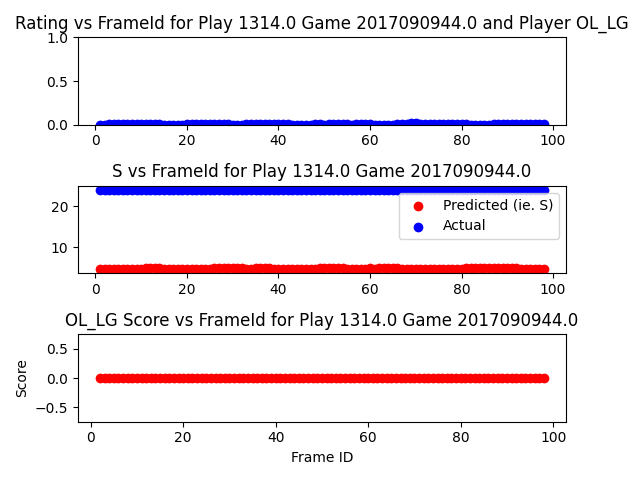 Rating vs FrameId for Play 1314.0 Game 2017090944.0 and Player OL_LG
1.0
0.5
0.0
0 20 40 60 80 100
S vs FrameId for Play 1314.0 Game 2017090944.0
20
10
Predicted (ie. S)
Actual
0 20 40 60 80 100
OL_LG Score vs FrameId for Play 1314.0 Game 2017090944.0
Score
0.5
0.0
−0.5
0 20 40 60 80 100
Frame ID